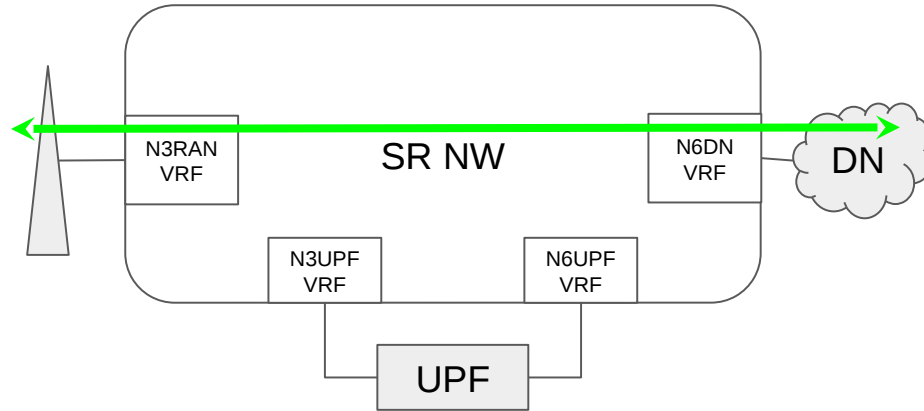 N3RAN
VRF
SR NW
N6DN
VRF
DN
N3UPF
VRF
N6UPF
VRF
UPF